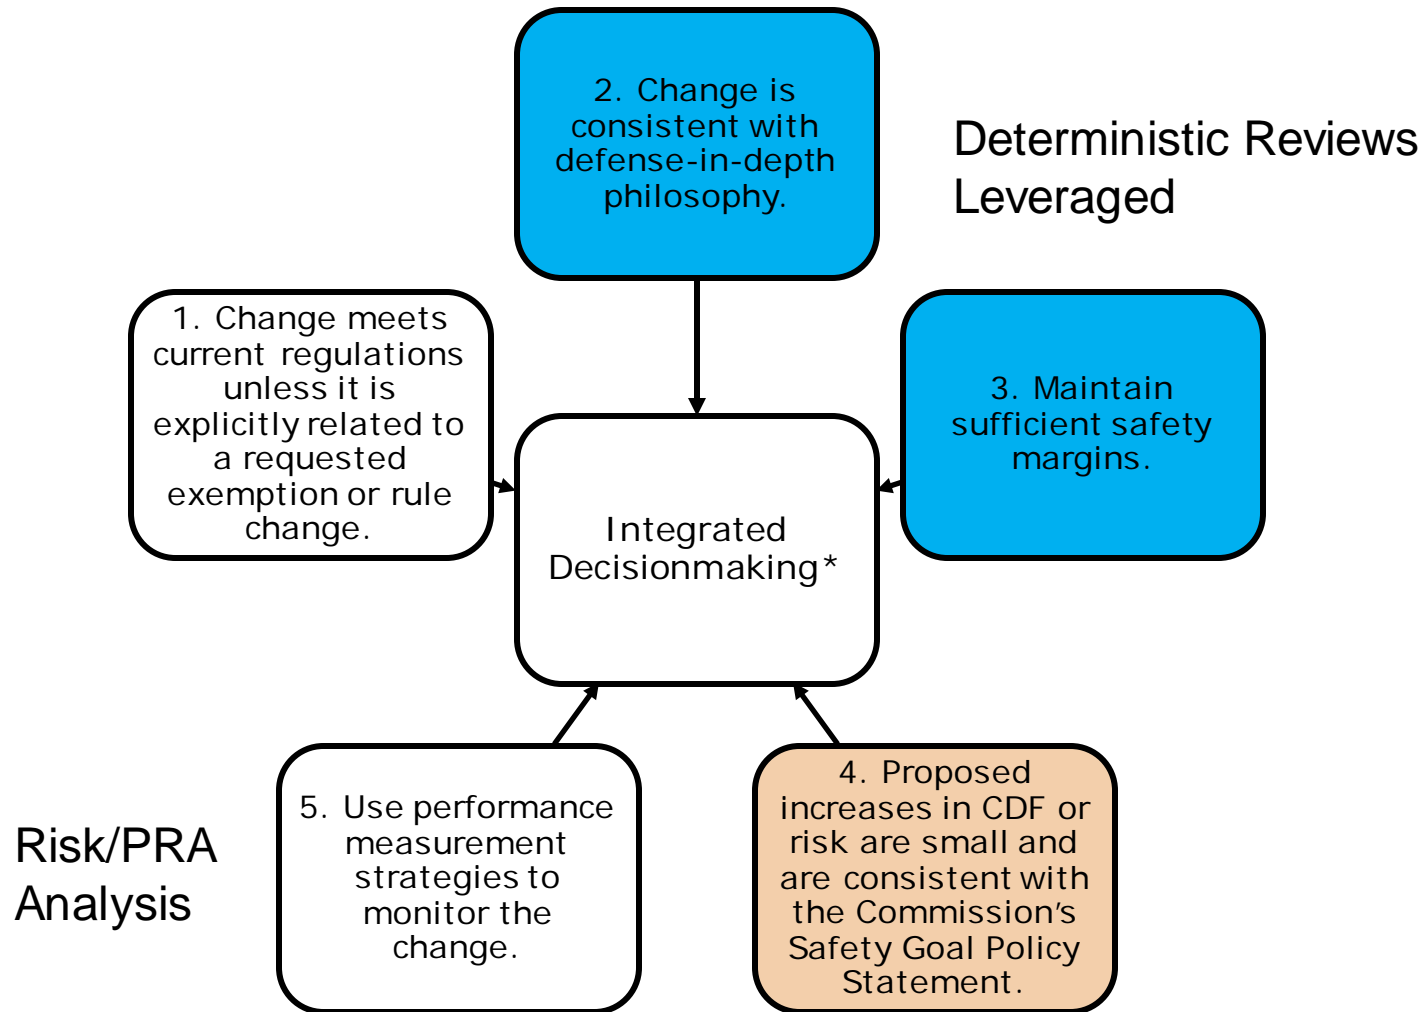 2. Change is
consistent with
defense-in-depth
philosophy.
Deterministic Reviews
Leveraged
1. Change meets
current regulations
unless it is
explicitly related to
a requested
exemption or rule
change.
3. Maintain
sufficient safety
margins.
Integrated
Decisionmaking*
Risk/PRA
Analysis
5. Use performance
measurement
strategies to
monitor the
change.
4. Proposed
increases in CDF or
risk are small and
are consistent with
the Commission's
Safety Goal Policy
Statement.